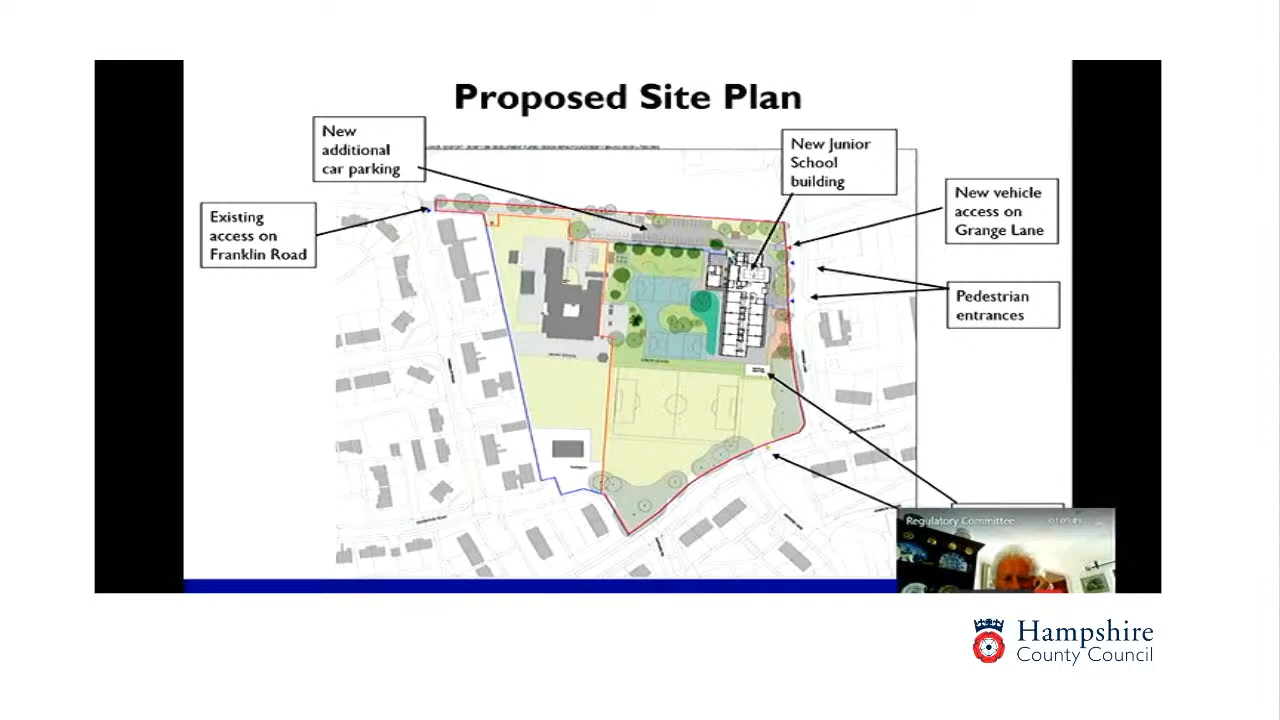 Proposed Site Plan
New
additional
car parking
New Junior
School
building
Existing
access on
Franklin Road
New vehicle
access on
Grange Lane
Pedestrian
entrances
Regulatory Committee
Hampshire
County Council